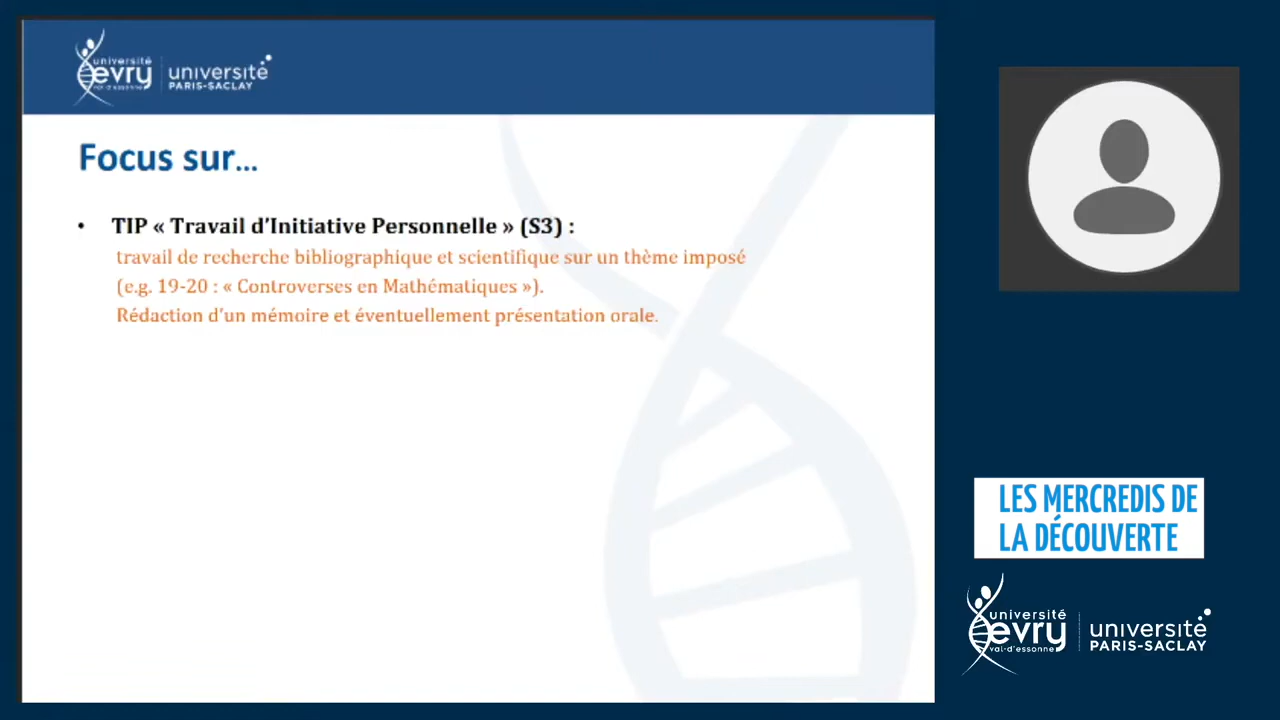 université
evry
val-d'essonne
université
PARIS-SACLAY
Focus sur...
• TIP « Travail d'Initiative Personnelle » (S3) :
travail de recherche bibliographique et scientifique sur un thème imposé
(e.g. 19-20 : « Controverses en Mathématiques »).
Rédaction d'un mémoire et éventuellement présentation orale.
LES MERCREDIS DE
LA DÉCOUVERTE
université
evry
val-d'essonne
université
PARIS-SACLAY